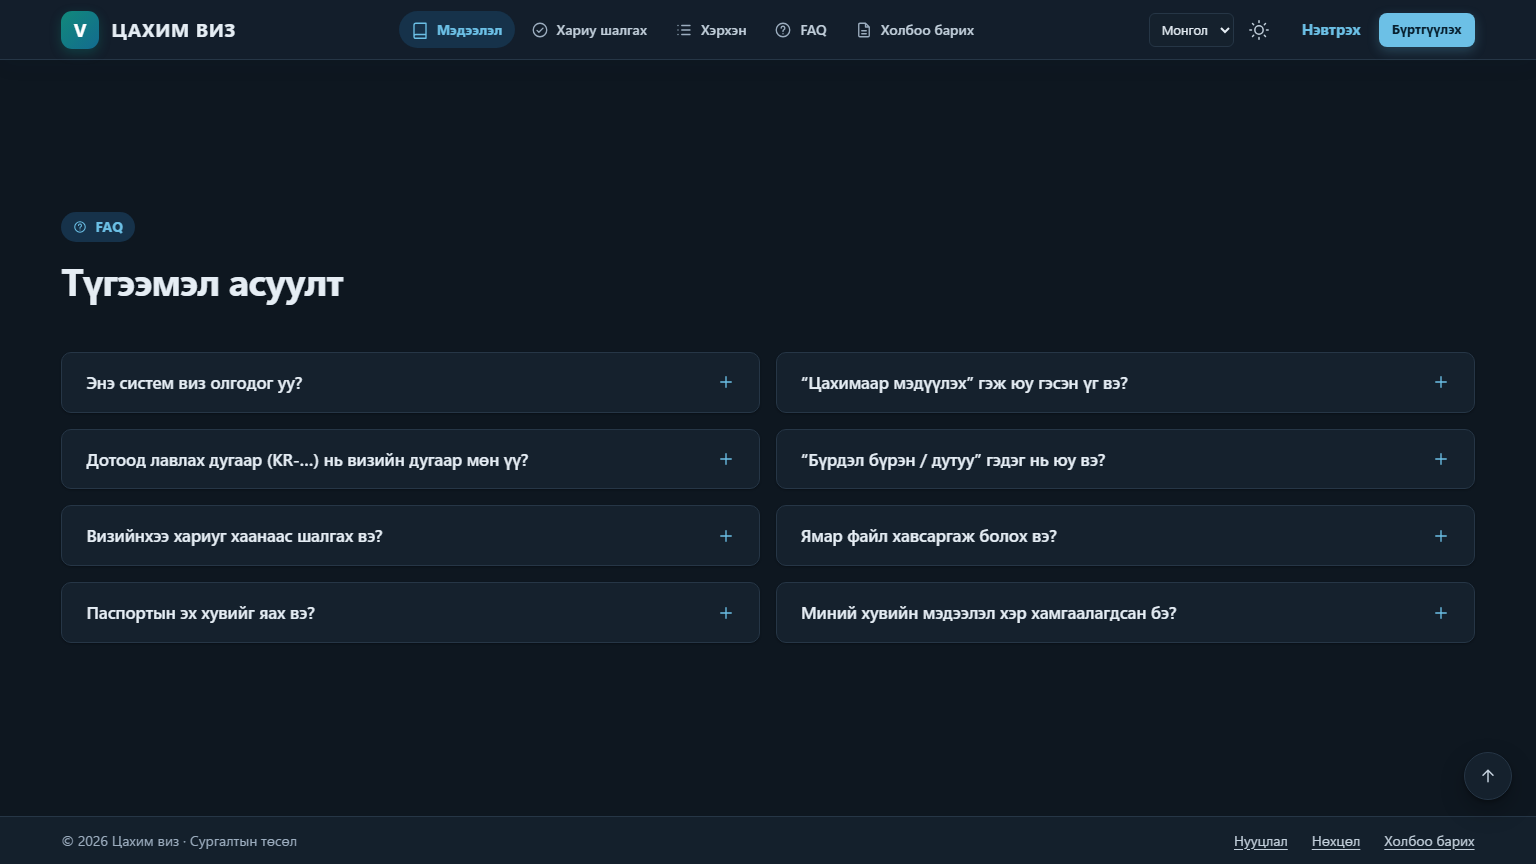 V ЦАХИМ ВИЗ Мэдээлэл Хариу шалгах Хэрхэн FAQ Холбоо барих Монгол Нэвтрэх Бүртгүүлэх
FAQ
Түгээмэл асуулт
Энэ систем виз олгодог уу?
“Цахимаар мэдүүлэх” гэж юу гэсэн үг вэ?
Дотоод лавлах дугаар (KR-...) нь визийн дугаар мөн үү?
“Бүрдэл бүрэн / дутуу” гэдэг нь юу вэ?
Визийнхээ хариуг хаанаас шалгах вэ?
Ямар файл хавсаргаж болох вэ?
Паспортын эх хувийг яах вэ?
Миний хувийн мэдээлэл хэр хамгаалагдсан бэ?
© 2026 Цахим виз · Сургалтын төсөл
Нууцлал Нөхцөл Холбоо барих